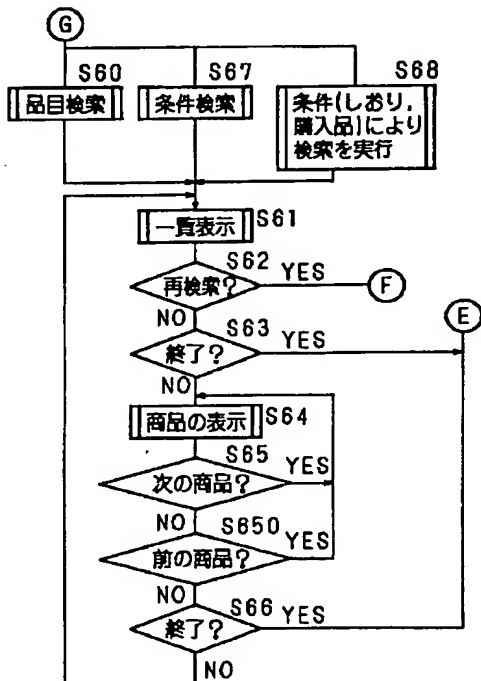 G
S60
S67
S68
品目検索
条件検索
条件(しおり,
購入品)により
検索を実行
一覧表示
S61
S62
再検索?
YES
F
NO
E
S63
終了?
YES
NO
商品の表示
S64
S65
次の商品?
YES
NO
S650
前の商品?
YES
NO
S66
終了?
YES
NO